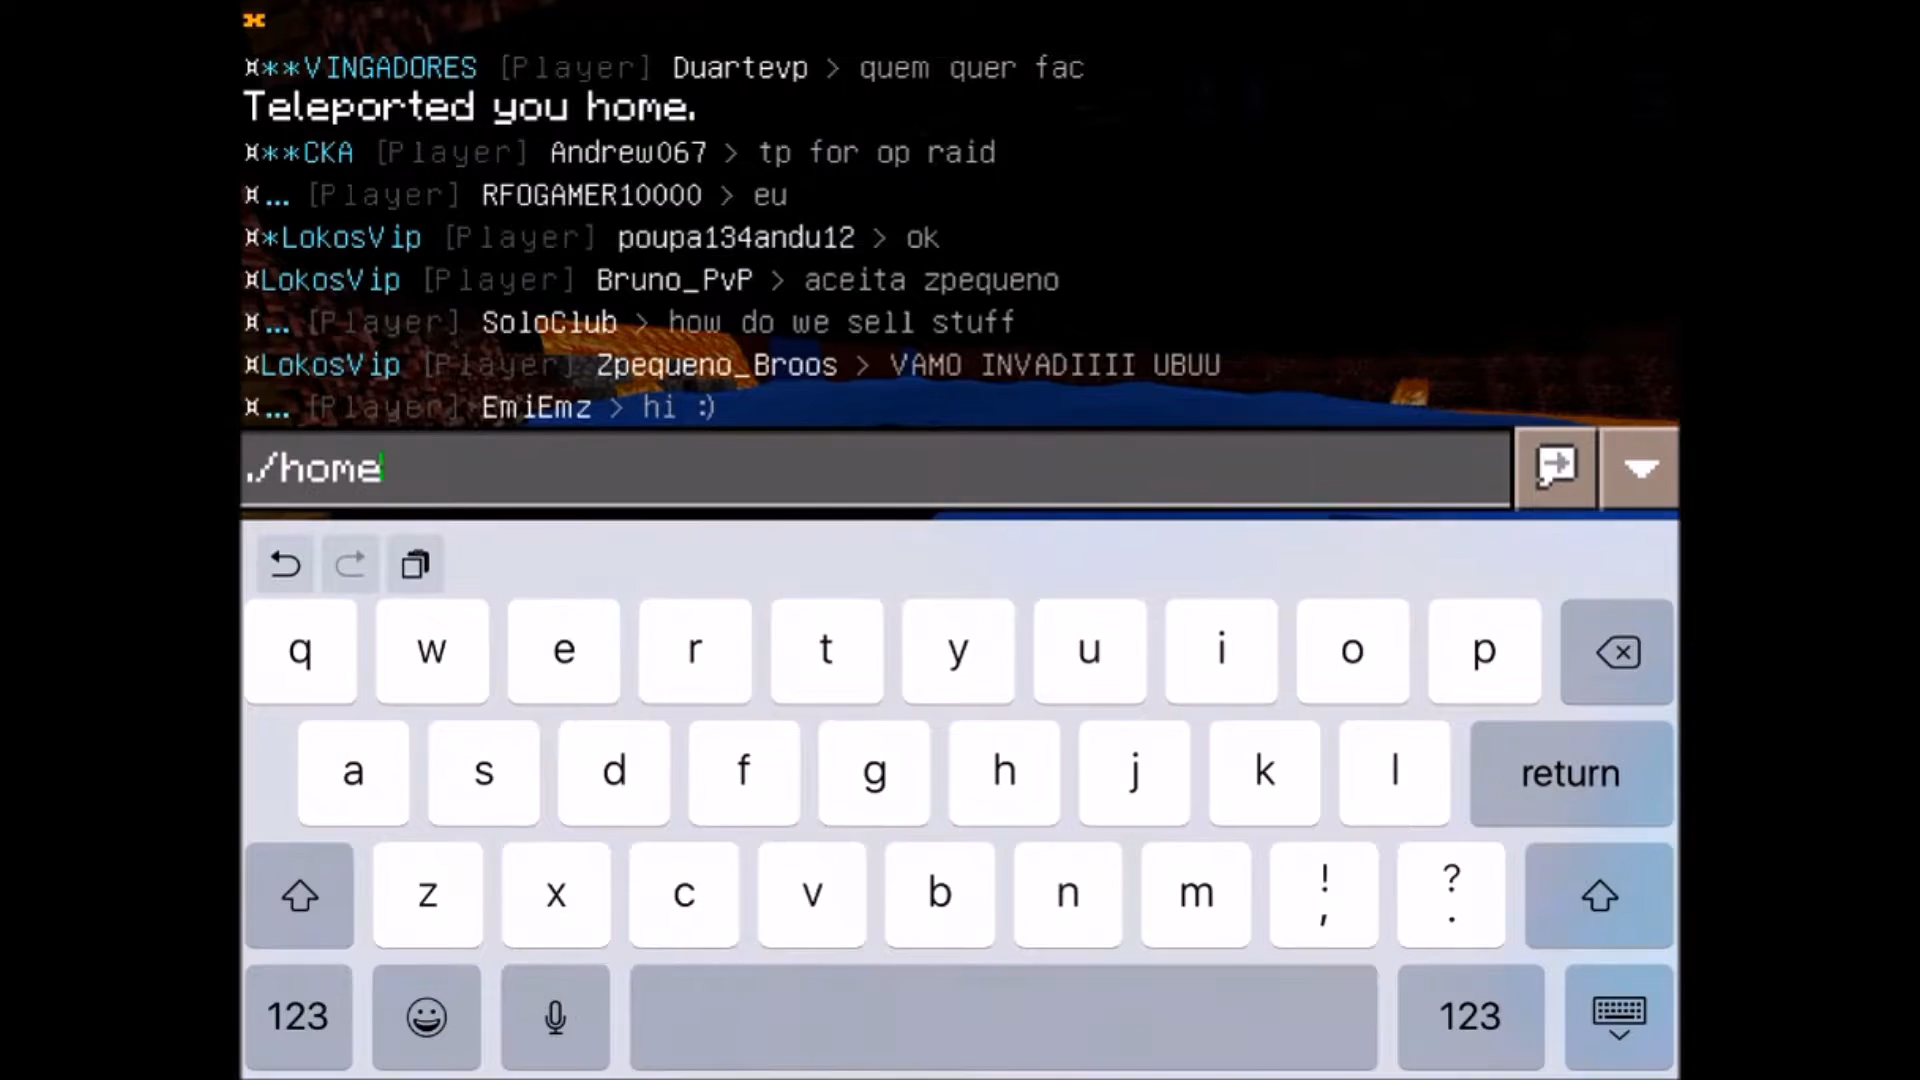 ¤**VINGADORES [Player] Duartevp > quem quer fac
Teleported you home.
¤**CKA [Player] Andrew067 > tp for op raid
¤... [Player] RFOGAMER10000 > eu
¤*LokosVip [Player] poupa134andu12 > ok
¤LokosVip [Player] Bruno_PvP > aceita zpequeno
¤... [Player] SoloClub > how do we sell stuff
¤LokosVip [Player] Zpequeno_Broos > VAMO INVADIIII UBUU
¤... [Player] EmiEmz > hi :)
./home
q w e r t y u i o p
a s d f g h j k l return
z x c v b n m ! , ? .
123 123